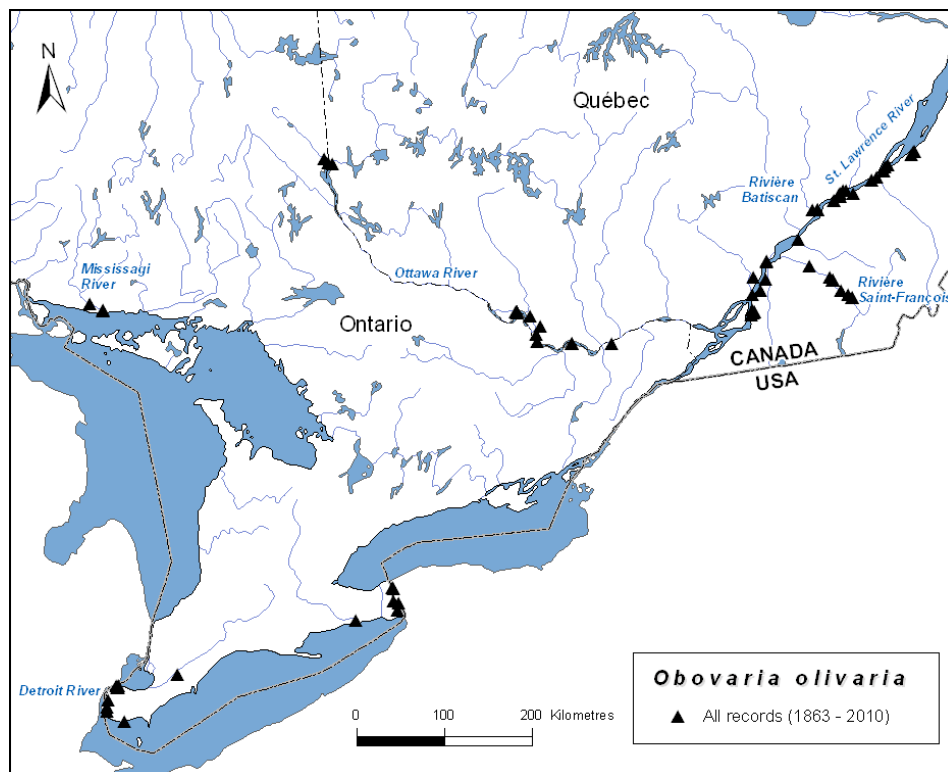 N
Québec
St. Lawrence River
Rivière
Batiscan
Mississagi
River
Ottawa River
Rivière
Saint-François
Ontario
CANADA
USA
Detroit River
Obovaria olivaria
▲ All records (1863 - 2010)
0 100 200 Kilometres